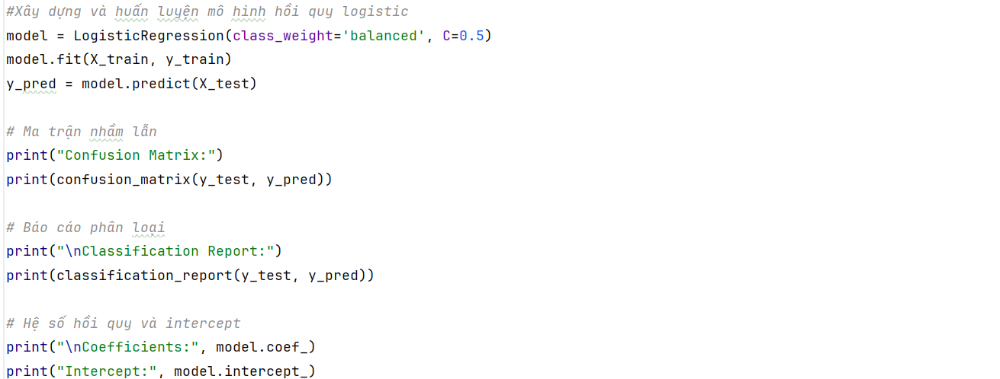 #Xây dựng và huấn luyện mô hình hồi quy logistic
model = LogisticRegression(class_weight='balanced', C=0.5)
model.fit(X_train, y_train)
y_pred = model.predict(X_test)
# Ma trận nhầm lẫn
print("Confusion Matrix:")
print(confusion_matrix(y_test, y_pred))
# Báo cáo phân loại
print("\nClassification Report:")
print(classification_report(y_test, y_pred))
# Hệ số hồi quy và intercept
print("\nCoefficients:", model.coef_)
print("Intercept:", model.intercept_)